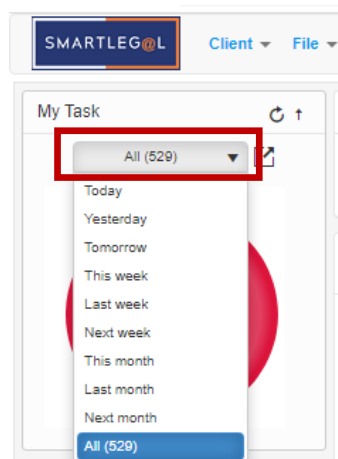 SMARTLEG@L Client File
My Task
All (529)
Today
Yesterday
Tomorrow
This week
Last week
Next week
This month
Last month
Next month
All (529)